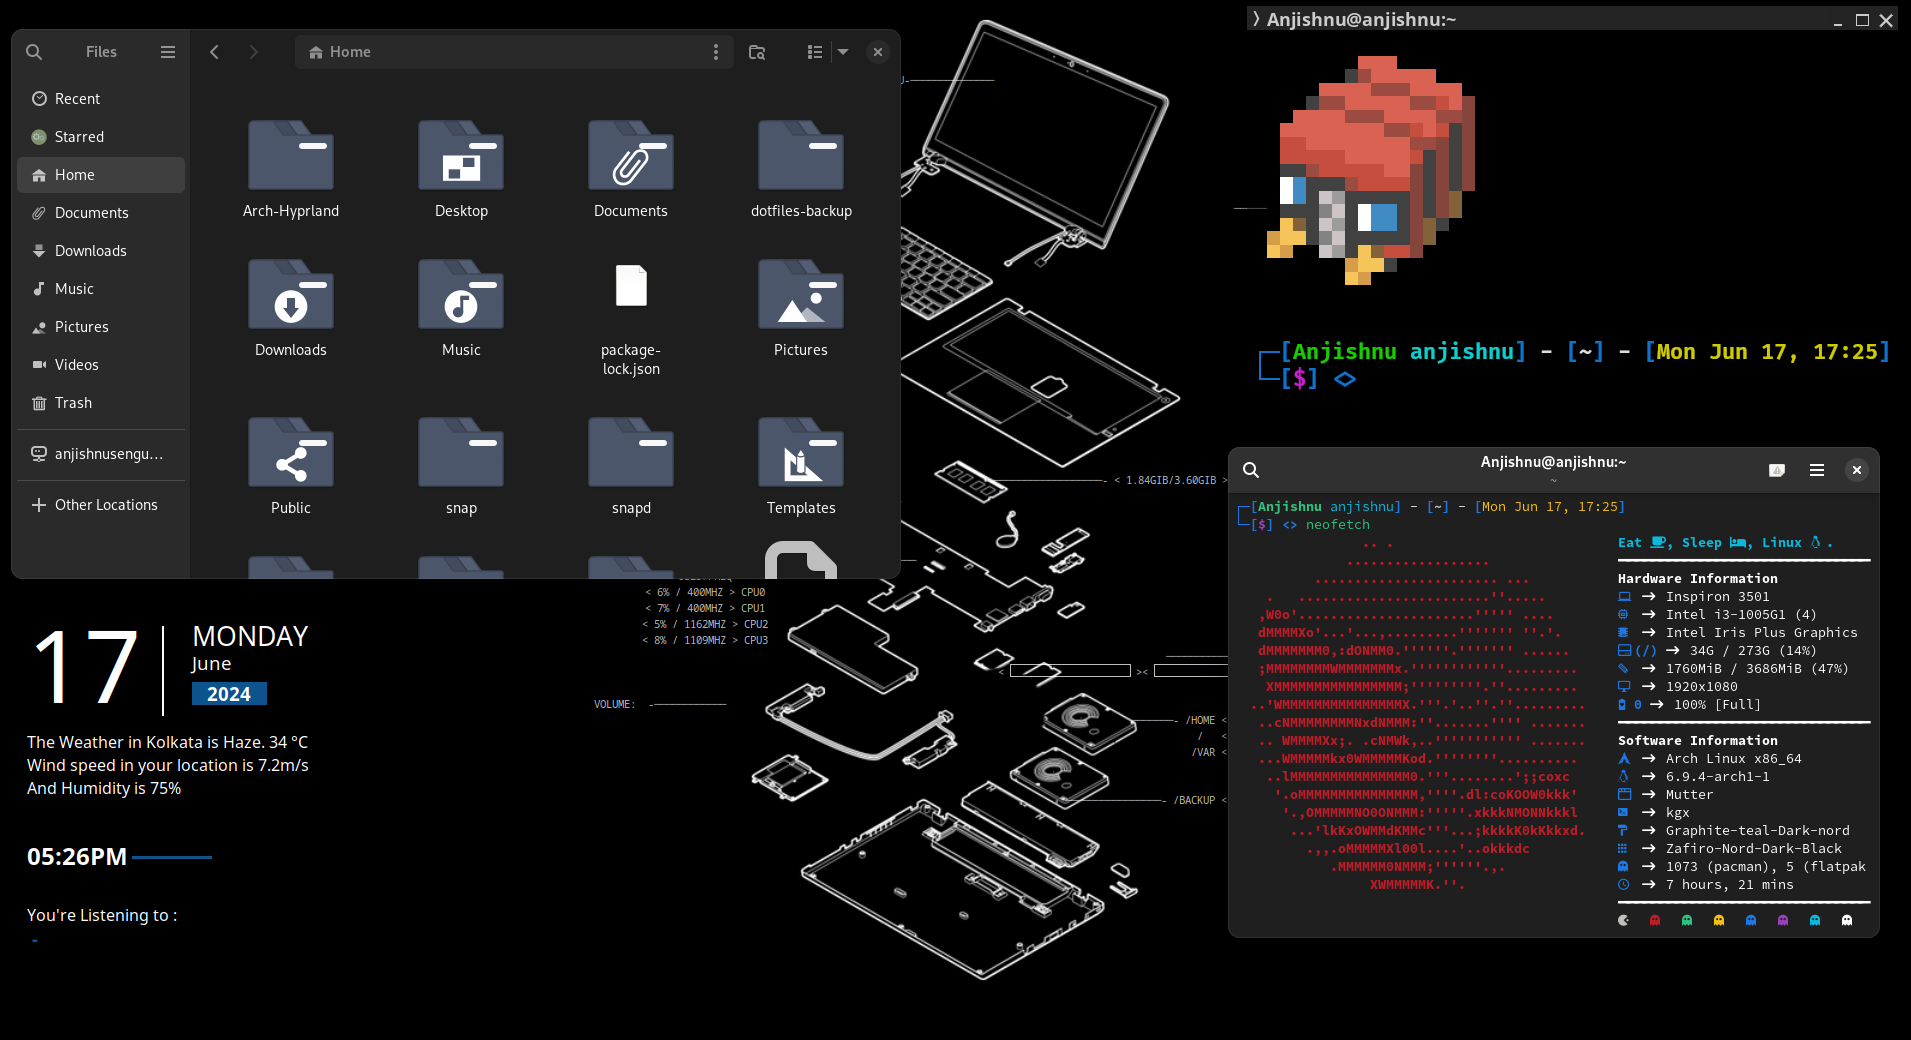 Files
Home
Recent
Starred
Home
Documents
Downloads
Music
Pictures
Videos
Trash
anjishnusengu...
Other Locations
Arch-Hyprland
Desktop
Documents
dotfiles-backup
Downloads
Music
package-
lock.json
Pictures
Public
snap
snapd
Templates
Anjishnu@anjishnu:~
[Anjishnu anjishnu] - [~] - [Mon Jun 17, 17:25]
[$] <>
- < 1.84GIB/3.60GIB >
< 6% / 400MHZ > CPU0
< 7% / 400MHZ > CPU1
< 5% / 1162MHZ > CPU2
< 8% / 1109MHZ > CPU3
VOLUME: -
< ><
- /HOME <
/ <
/VAR <
- /BACKUP <
17
MONDAY
June
2024
The Weather in Kolkata is Haze. 34 °C
Wind speed in your location is 7.2m/s
And Humidity is 75%
05:26PM
You're Listening to :
-
Anjishnu@anjishnu:~
~
[Anjishnu anjishnu] - [~] - [Mon Jun 17, 17:25]
[$] <> neofetch
Eat , Sleep , Linux .
Hardware Information
→ Inspiron 3501
→ Intel i3-1005G1 (4)
→ Intel Iris Plus Graphics
(/) → 34G / 273G (14%)
→ 1760MiB / 3686MiB (47%)
→ 1920x1080
0 → 100% [Full]
Software Information
→ Arch Linux x86_64
→ 6.9.4-arch1-1
→ Mutter
→ kgx
→ Graphite-teal-Dark-nord
→ Zafiro-Nord-Dark-Black
→ 1073 (pacman), 5 (flatpak
→ 7 hours, 21 mins